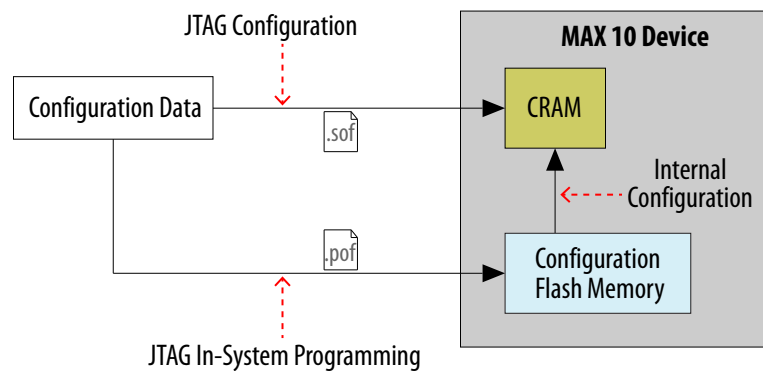 JTAG Configuration
MAX 10 Device
Configuration Data
CRAM
.sof
Internal
Configuration
.pof
Configuration
Flash Memory
JTAG In-System Programming